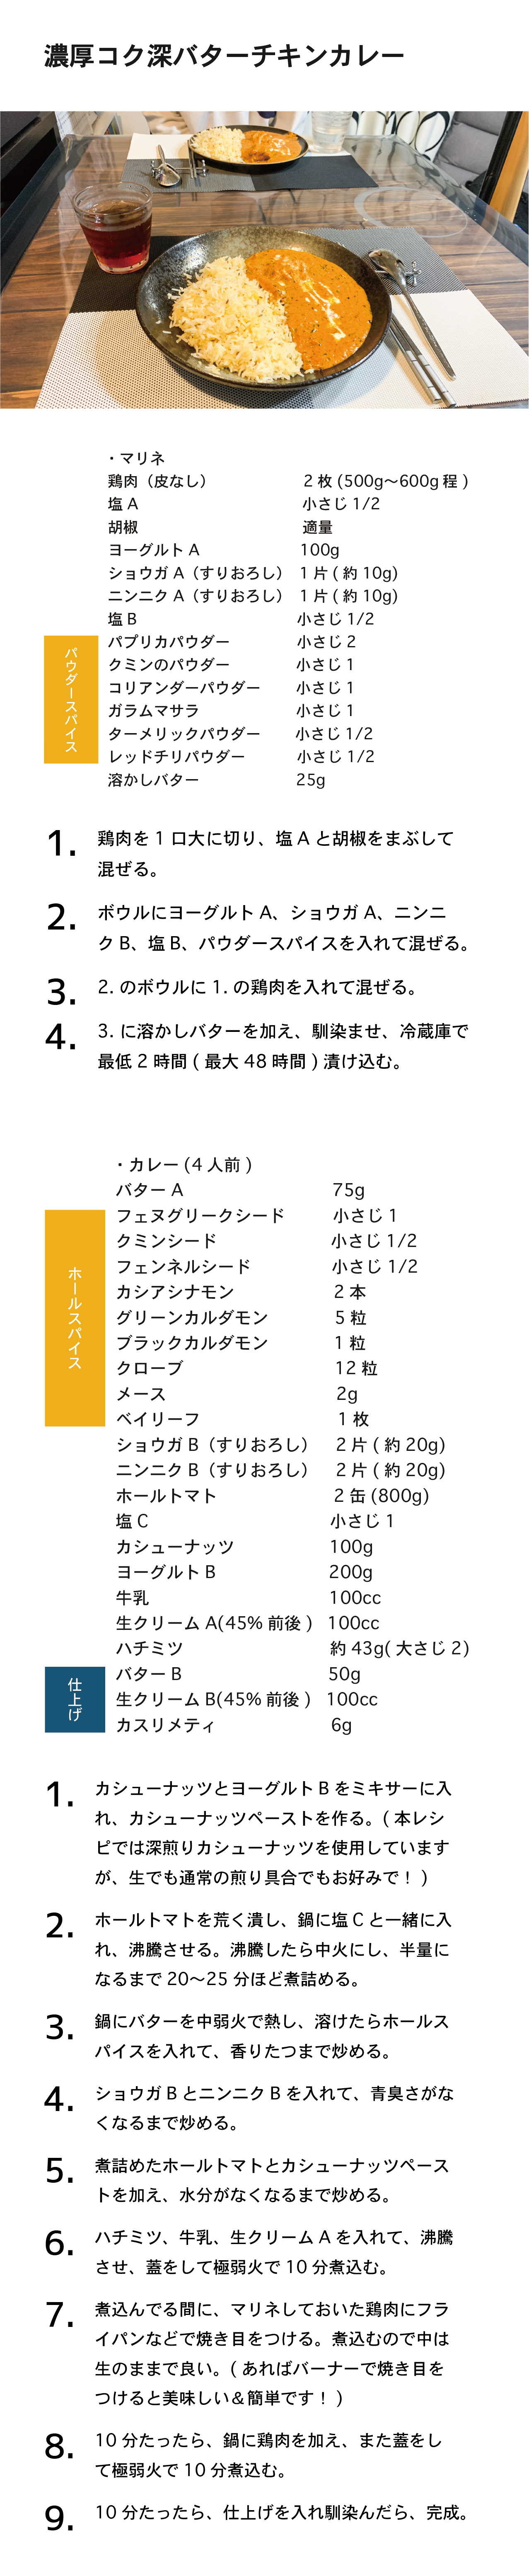 濃厚コク深バターチキンカレー
・マリネ
鶏肉（皮なし） 2 枚 (500g〜600g 程 )
塩 A 小さじ 1/2
胡椒 適量
ヨーグルト A 100g
ショウガ A（すりおろし） 1 片 ( 約 10g)
ニンニク A（すりおろし） 1 片 ( 約 10g)
塩 B 小さじ 1/2
パウダースパイス
パプリカパウダー 小さじ 2
クミンのパウダー 小さじ 1
コリアンダーパウダー 小さじ 1
ガラムマサラ 小さじ 1
ターメリックパウダー 小さじ 1/2
レッドチリパウダー 小さじ 1/2
溶かしバター 25g
1. 鶏肉を 1 口大に切り、塩 A と胡椒をまぶして
混ぜる。
2. ボウルにヨーグルト A、ショウガ A、ニンニ
ク B、塩 B、パウダースパイスを入れて混ぜる。
3. 2. のボウルに 1. の鶏肉を入れて混ぜる。
4. 3. に溶かしバターを加え、馴染ませ、冷蔵庫で
最低 2 時間 ( 最大 48 時間 ) 漬け込む。
・カレー (4 人前 )
バター A 75g
ホールスパイス
フェヌグリークシード 小さじ 1
クミンシード 小さじ 1/2
フェンネルシード 小さじ 1/2
カシアシナモン 2 本
グリーンカルダモン 5 粒
ブラックカルダモン 1 粒
クローブ 12 粒
メース 2g
ベイリーフ 1 枚
ショウガ B（すりおろし） 2 片 ( 約 20g)
ニンニク B（すりおろし） 2 片 ( 約 20g)
ホールトマト 2 缶 (800g)
塩 C 小さじ 1
カシューナッツ 100g
ヨーグルト B 200g
牛乳 100cc
生クリーム A(45% 前後 ) 100cc
ハチミツ 約 43g( 大さじ 2)
仕上げ
バター B 50g
生クリーム B(45% 前後 ) 100cc
カスリメティ 6g
1. カシューナッツとヨーグルト B をミキサーに入
れ、カシューナッツペーストを作る。( 本レシ
ピでは深煎りカシューナッツを使用しています
が、生でも通常の煎り具合でもお好みで！ )
2. ホールトマトを荒く潰し、鍋に塩 C と一緒に入
れ、沸騰させる。沸騰したら中火にし、半量に
なるまで 20〜25 分ほど煮詰める。
3. 鍋にバターを中弱火で熱し、溶けたらホールス
パイスを入れて、香りたつまで炒める。
4. ショウガ B とニンニク B を入れて、青臭さがな
くなるまで炒める。
5. 煮詰めたホールトマトとカシューナッツペース
トを加え、水分がなくなるまで炒める。
6. ハチミツ、牛乳、生クリーム A を入れて、沸騰
させ、蓋をして極弱火で 10 分煮込む。
7. 煮込んでる間に、マリネしておいた鶏肉にフラ
イパンなどで焼き目をつける。煮込むので中は
生のままで良い。( あればバーナーで焼き目を
つけると美味しい＆簡単です！ )
8. 10 分たったら、鍋に鶏肉を加え、また蓋をし
て極弱火で 10 分煮込む。
9. 10 分たったら、仕上げを入れ馴染んだら、完成。